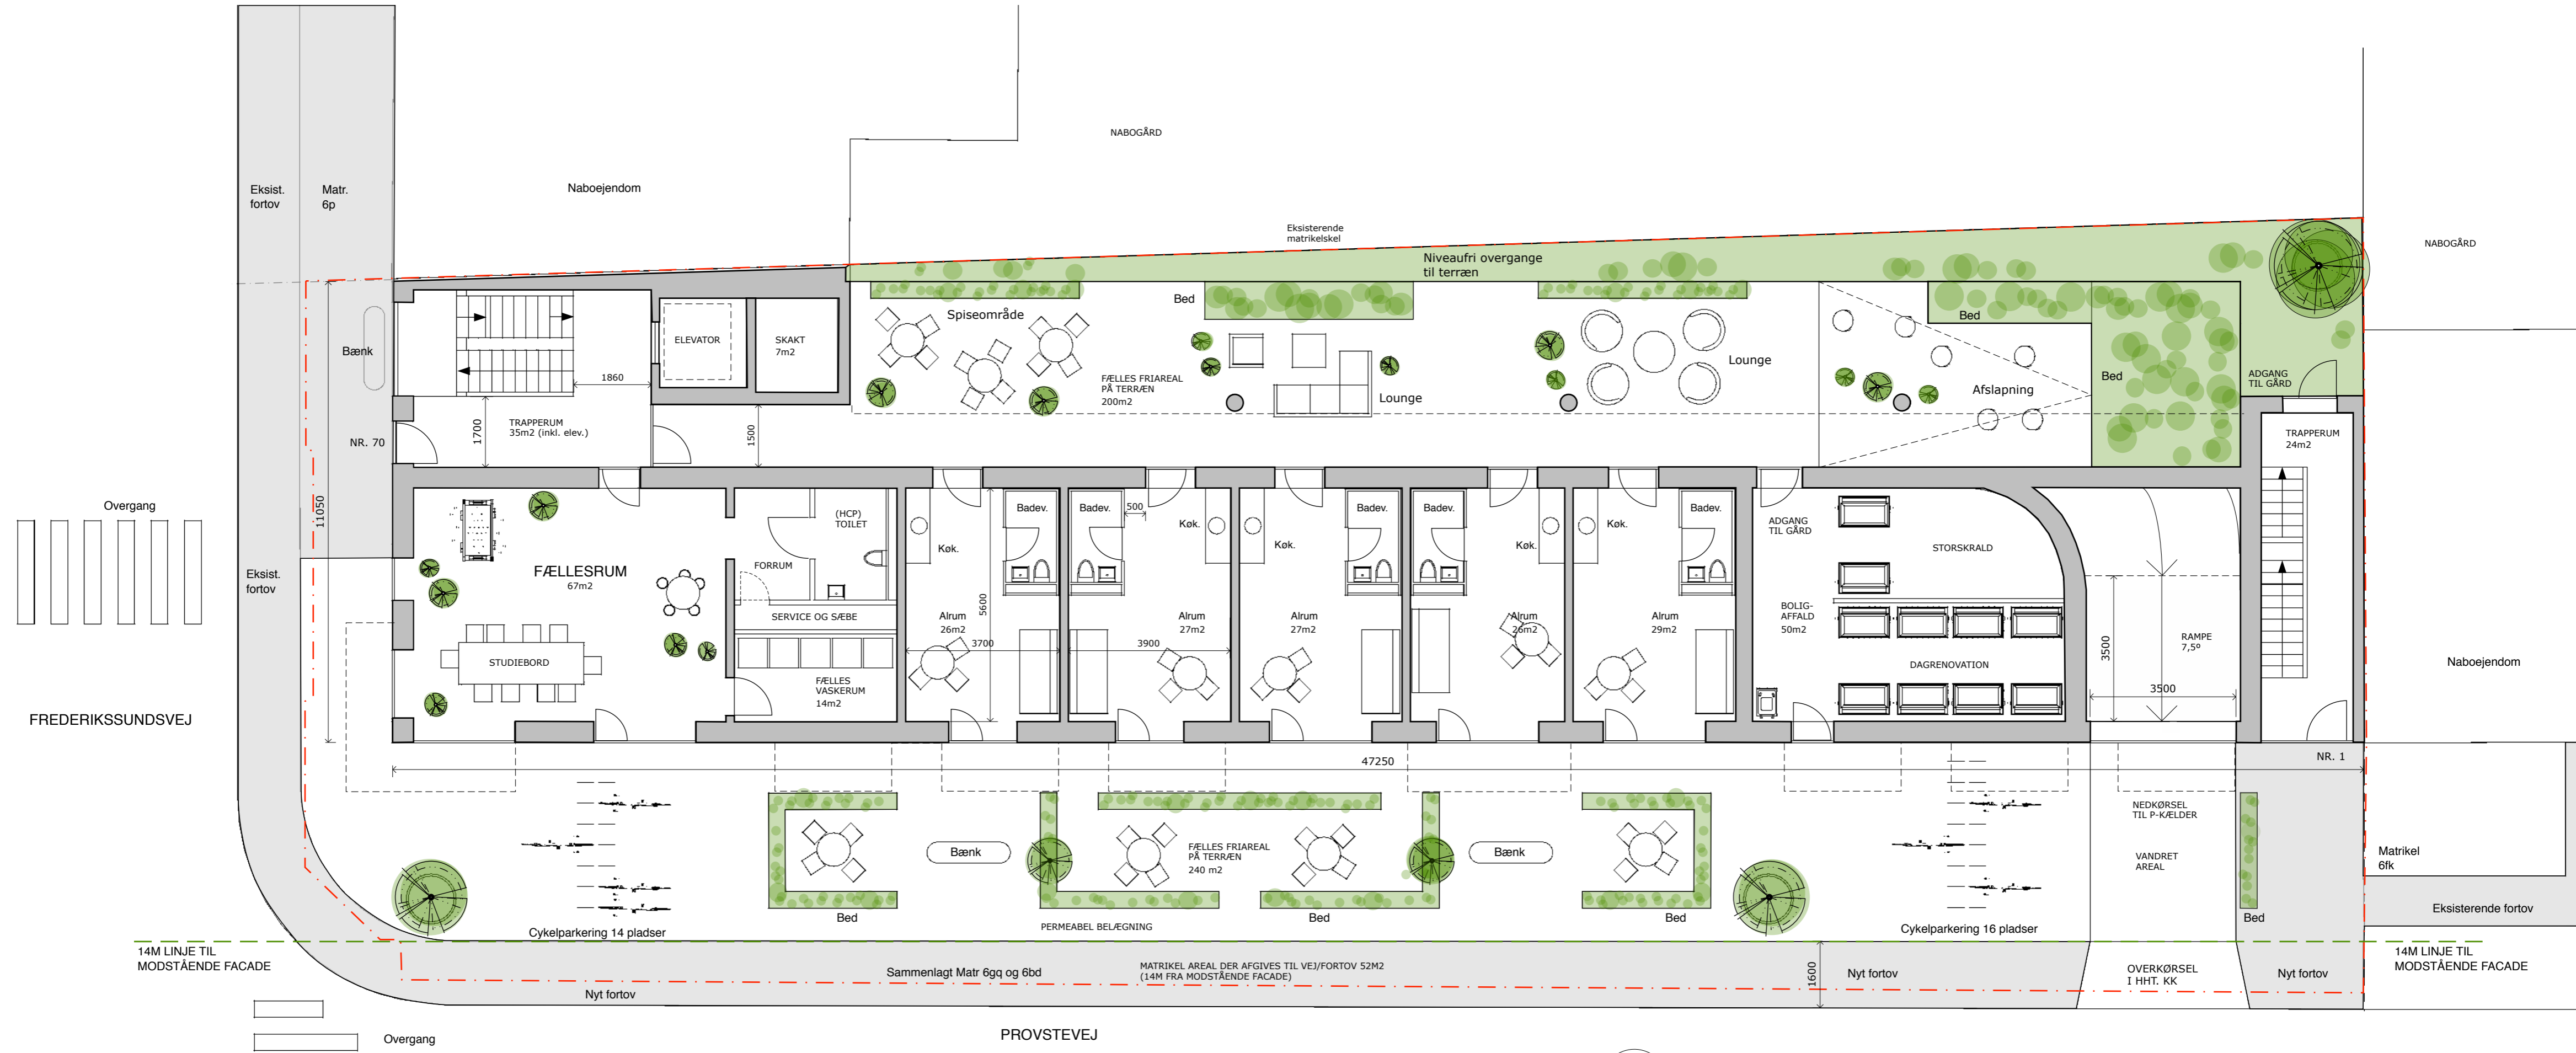 NABOGÅRD
Eksist.
fortov
Matr.
6p
Naboejendom
Eksisterende
matrikelskel
NABOGÅRD
Niveaufri overgange
til terræn
Bed
Spiseområde
Bed
Bænk
ELEVATOR
SKAKT
7m2
Lounge
1860
FÆLLES FRIAREAL
PÅ TERRÆN
200m2
Lounge
Afslapning
Bed
ADGANG
TIL GÅRD
NR. 70
1700
TRAPPERUM
35m2 (inkl. elev.)
1500
TRAPPERUM
24m2
Overgang
11050
(HCP)
TOILET
Badev.
Badev.
500
Køk.
Køk.
Køk.
Badev.
Badev.
Køk.
Køk.
Badev.
ADGANG
TIL GÅRD
STORSKRALD
Eksist.
fortov
FÆLLESRUM
67m2
FORRUM
5600
SERVICE OG SÆBE
Alrum
26m2
Alrum
27m2
Alrum
27m2
Alrum
26m2
Alrum
29m2
BOLIG-
AFFALD
50m2
3500
RAMPE
7,5º
3700
3900
STUDIEBORD
DAGRENOVATION
Naboejendom
FÆLLES
VASKERUM
14m2
3500
FREDERIKSSUNDSVEJ
47250
NR. 1
NEDKØRSEL
TIL P-KÆLDER
Bænk
FÆLLES FRIAREAL
PÅ TERRÆN
240 m2
Bænk
VANDRET
AREAL
Matrikel
6fk
Bed
Bed
Bed
Bed
Eksisterende fortov
Cykelparkering 14 pladser
PERMEABEL BELÆGNING
Cykelparkering 16 pladser
14M LINJE TIL
MODSTÅENDE FACADE
14M LINJE TIL
MODSTÅENDE FACADE
Sammenlagt Matr 6gq og 6bd
MATRIKEL AREAL DER AFGIVES TIL VEJ/FORTOV 52M2
(14M FRA MODSTÅENDE FACADE)
1600
Nyt fortov
OVERKØRSEL
I HHT. KK
Nyt fortov
Nyt fortov
PROVSTEVEJ
Overgang